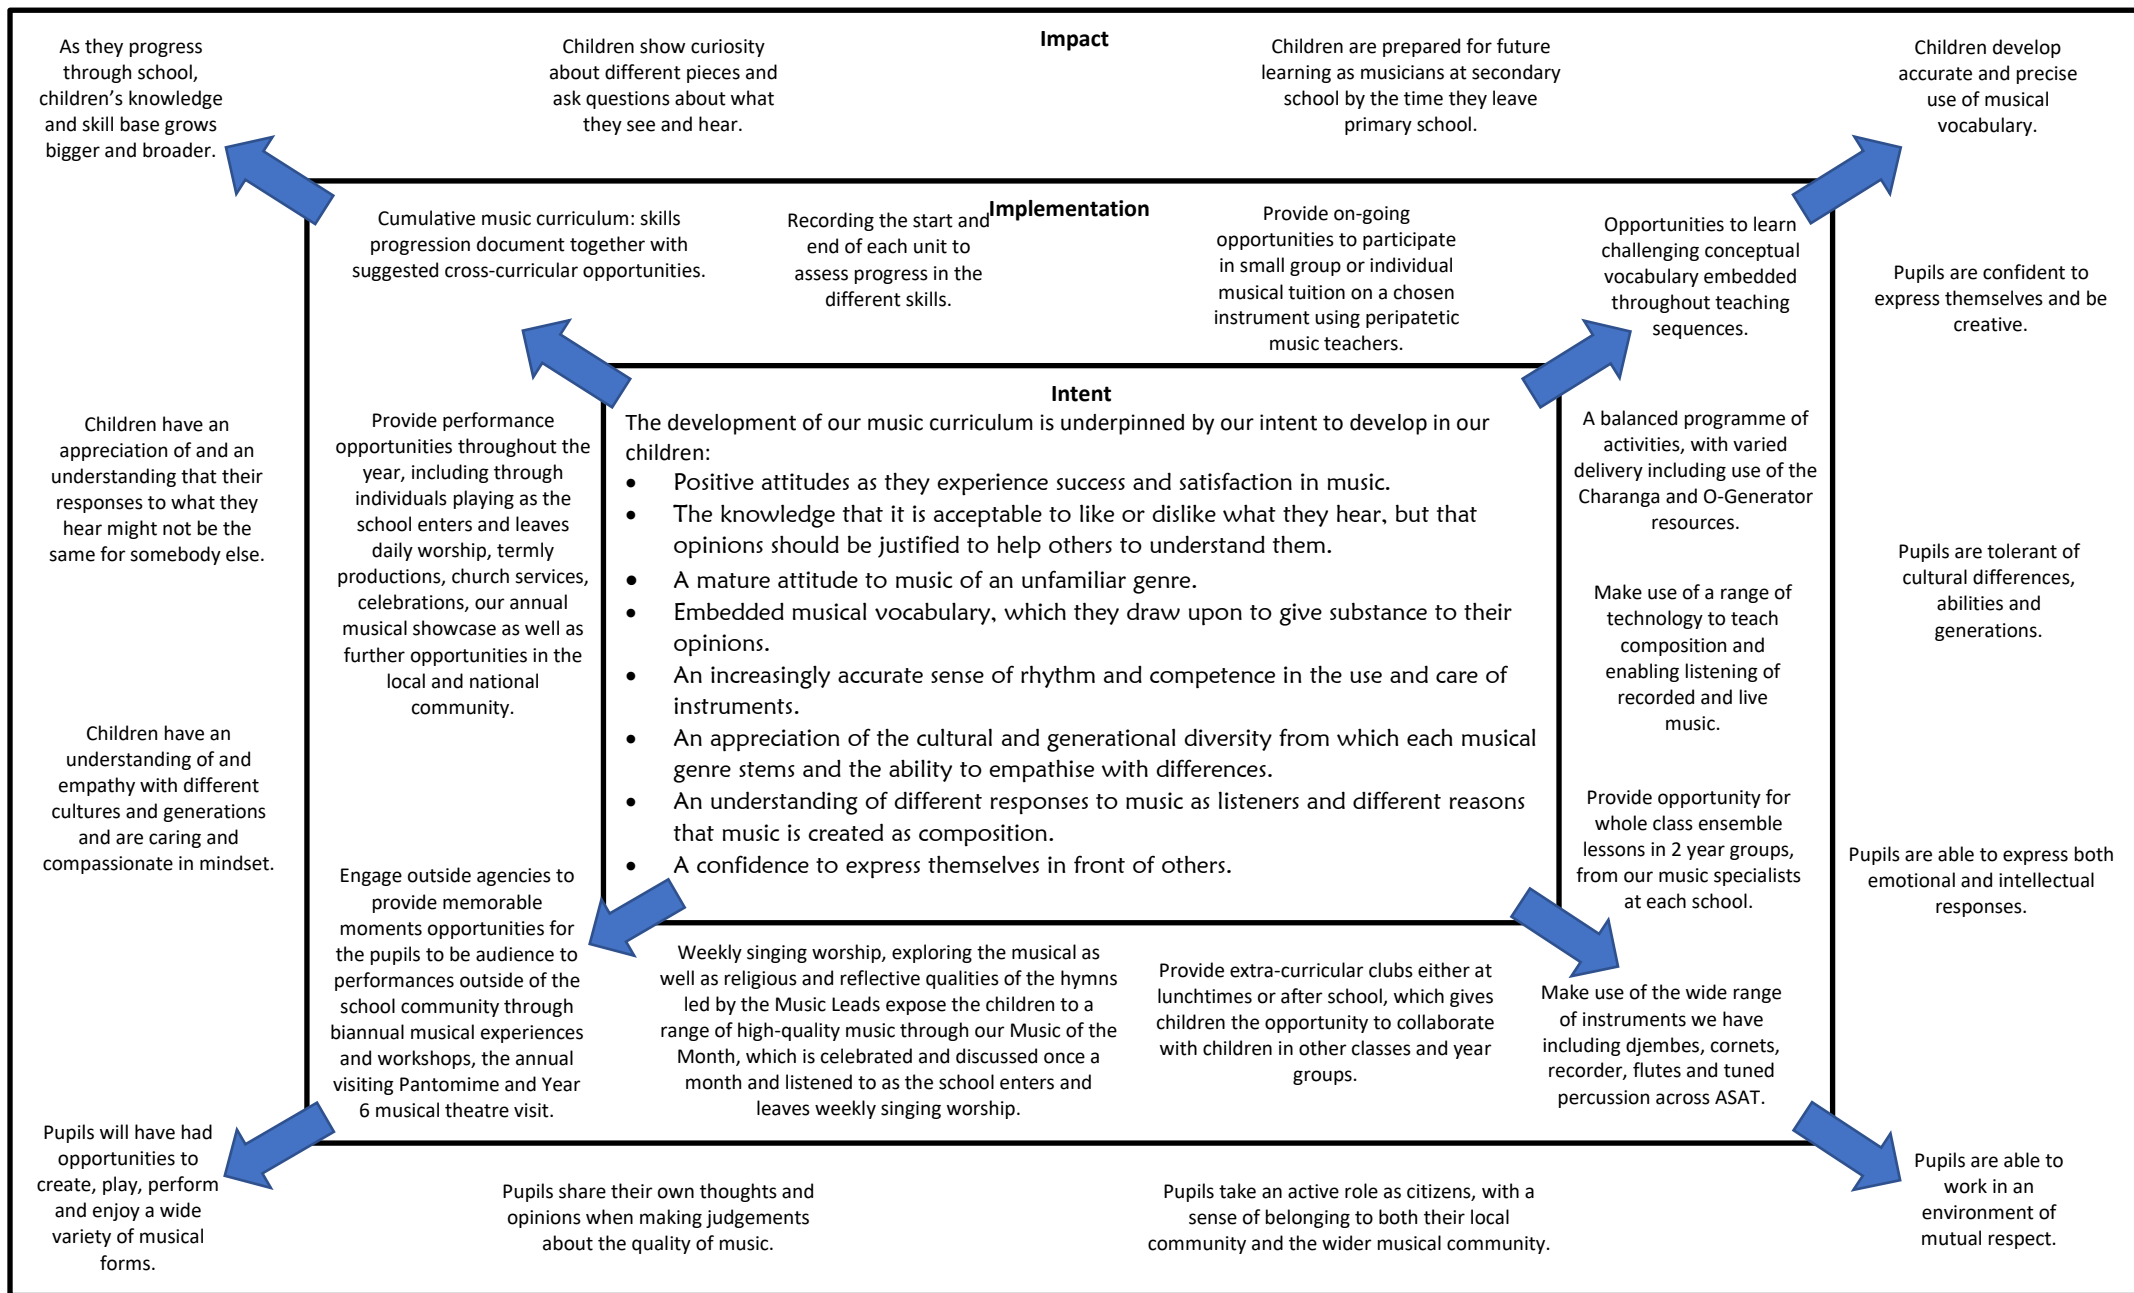 Impact
As they progress
through school,
children's knowledge
and skill base grows
bigger and broader.
Children show curiosity
about different pieces and
ask questions about what
they see and hear.
Children are prepared for future
learning as musicians at secondary
school by the time they leave
primary school.
Children develop
accurate and precise
use of musical
vocabulary.
Pupils are confident to
express themselves and be
creative.
Pupils are tolerant of
cultural differences,
abilities and
generations.
Pupils are able to express both
emotional and intellectual
responses.
Pupils are able to
work in an
environment of
mutual respect.
Pupils take an active role as citizens, with a
sense of belonging to both their local
community and the wider musical community.
Pupils share their own thoughts and
opinions when making judgements
about the quality of music.
Pupils will have had
opportunities to
create, play, perform
and enjoy a wide
variety of musical
forms.
Children have an
understanding of and
empathy with different
cultures and generations
and are caring and
compassionate in mindset.
Children have an
appreciation of and an
understanding that their
responses to what they
hear might not be the
same for somebody else.
Implementation
Cumulative music curriculum: skills
progression document together with
suggested cross-curricular opportunities.
Recording the start and
end of each unit to
assess progress in the
different skills.
Provide on-going
opportunities to participate
in small group or individual
musical tuition on a chosen
instrument using peripatetic
music teachers.
Opportunities to learn
challenging conceptual
vocabulary embedded
throughout teaching
sequences.
A balanced programme of
activities, with varied
delivery including use of the
Charanga and O-Generator
resources.
Make use of a range of
technology to teach
composition and
enabling listening of
recorded and live
music.
Provide opportunity for
whole class ensemble
lessons in 2 year groups,
from our music specialists
at each school.
Make use of the wide range
of instruments we have
including djembes, cornets,
recorder, flutes and tuned
percussion across ASAT.
Provide extra-curricular clubs either at
lunchtimes or after school, which gives
children the opportunity to collaborate
with children in other classes and year
groups.
Weekly singing worship, exploring the musical as
well as religious and reflective qualities of the hymns
led by the Music Leads expose the children to a
range of high-quality music through our Music of the
Month, which is celebrated and discussed once a
month and listened to as the school enters and
leaves weekly singing worship.
Engage outside agencies to
provide memorable
moments opportunities for
the pupils to be audience to
performances outside of the
school community through
biannual musical experiences
and workshops, the annual
visiting Pantomime and Year
6 musical theatre visit.
Provide performance
opportunities throughout the
year, including through
individuals playing as the
school enters and leaves
daily worship, termly
productions, church services,
celebrations, our annual
musical showcase as well as
further opportunities in the
local and national
community.
Intent
The development of our music curriculum is underpinned by our intent to develop in our
children:
• Positive attitudes as they experience success and satisfaction in music.
• The knowledge that it is acceptable to like or dislike what they hear, but that
opinions should be justified to help others to understand them.
• A mature attitude to music of an unfamiliar genre.
• Embedded musical vocabulary, which they draw upon to give substance to their
opinions.
• An increasingly accurate sense of rhythm and competence in the use and care of
instruments.
• An appreciation of the cultural and generational diversity from which each musical
genre stems and the ability to empathise with differences.
• An understanding of different responses to music as listeners and different reasons
that music is created as composition.
• A confidence to express themselves in front of others.